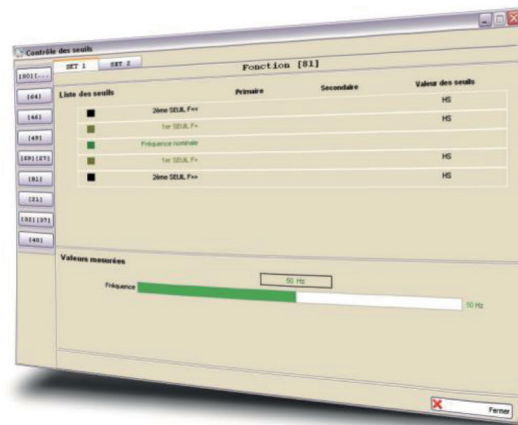 Contrôle des seuils
SET 1 SET 2
Fonction [81]
[50][...
[64]
[46]
[49]
[59][27]
[81]
[21]
[32][37]
[40]
Liste des seuils Primaire Secondaire Valeur des seuils
2ème SEUIL F<< HS
1er SEUIL F< HS
Fréquence nominale
1er SEUIL F> HS
2ème SEUIL F>> HS
Valeurs mesurées
50 Hz
Fréquence 50 Hz
Fermer